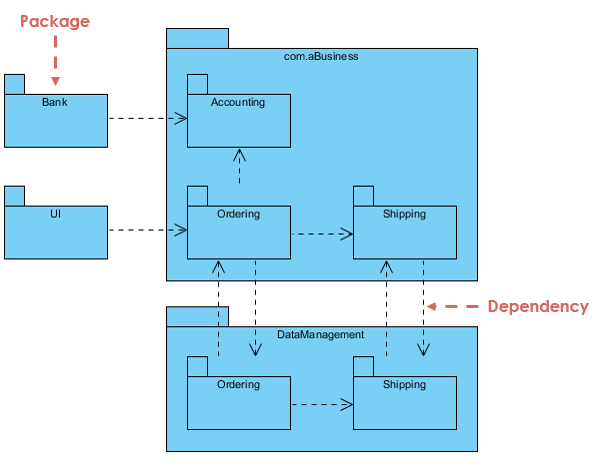 Package
com.aBusiness
Bank
Accounting
UI
Ordering
Shipping
Dependency
DataManagement
Ordering
Shipping